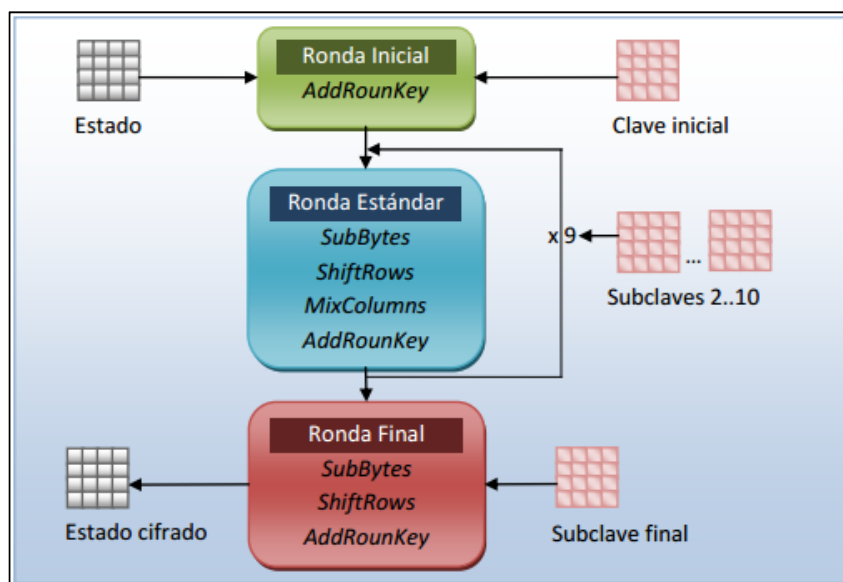 Ronda Inicial
AddRounKey
Estado
Clave inicial
Ronda Estándar
SubBytes
ShiftRows
MixColumns
AddRounKey
x 9
...
Subclaves 2..10
Ronda Final
SubBytes
ShiftRows
AddRounKey
Estado cifrado
Subclave final